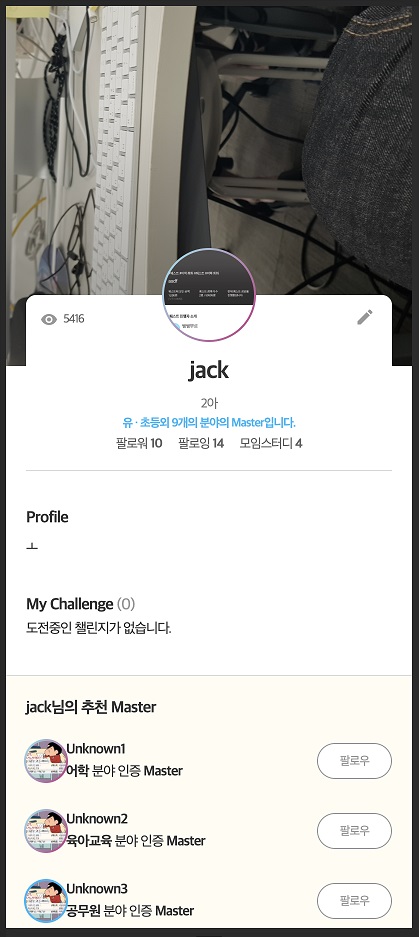 5416
jack
2아
유 · 초등외 9개의 분야의 Master입니다.
팔로워 10 팔로잉 14 모임스터디 4
Profile
ㅗ
My Challenge (0)
도전중인 챌린지가 없습니다.
jack님의 추천 Master
Unknown1
어학 분야 인증 Master
팔로우
Unknown2
육아교육 분야 인증 Master
팔로우
Unknown3
공무원 분야 인증 Master
팔로우